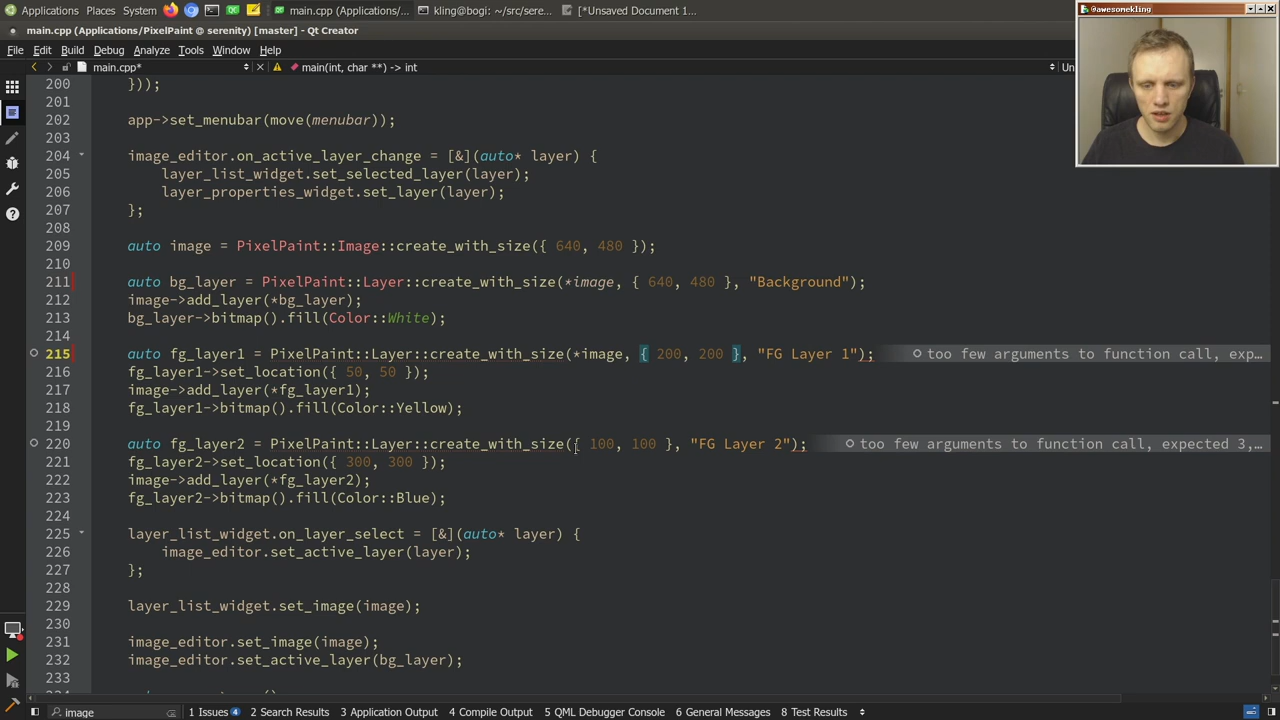 Applications Places System main.cpp (Applications/... kling@bogi: ~/src/sere... [*Unsaved Document 1...
@awesomekling
main.cpp (Applications/PixelPaint @ serenity) [master] - Qt Creator
File Edit Build Debug Analyze Tools Window Help
main.cpp* main(int, char **) -> int Un
200 }));
201
202 app->set_menubar(move(menubar));
203
204 image_editor.on_active_layer_change = [&](auto* layer) {
205 layer_list_widget.set_selected_layer(layer);
206 layer_properties_widget.set_layer(layer);
207 };
208
209 auto image = PixelPaint::Image::create_with_size({ 640, 480 });
210
211 auto bg_layer = PixelPaint::Layer::create_with_size(*image, { 640, 480 }, "Background");
212 image->add_layer(*bg_layer);
213 bg_layer->bitmap().fill(Color::White);
214
215 auto fg_layer1 = PixelPaint::Layer::create_with_size(*image, { 200, 200 }, "FG Layer 1"); too few arguments to function call, exp...
216 fg_layer1->set_location({ 50, 50 });
217 image->add_layer(*fg_layer1);
218 fg_layer1->bitmap().fill(Color::Yellow);
219
220 auto fg_layer2 = PixelPaint::Layer::create_with_size({ 100, 100 }, "FG Layer 2"); too few arguments to function call, expected 3,...
221 fg_layer2->set_location({ 300, 300 });
222 image->add_layer(*fg_layer2);
223 fg_layer2->bitmap().fill(Color::Blue);
224
225 layer_list_widget.on_layer_select = [&](auto* layer) {
226 image_editor.set_active_layer(layer);
227 };
228
229 layer_list_widget.set_image(image);
230
231 image_editor.set_image(image);
232 image_editor.set_active_layer(bg_layer);
233
image 1 Issues 4 2 Search Results 3 Application Output 4 Compile Output 5 QML Debugger Console 6 General Messages 8 Test Results